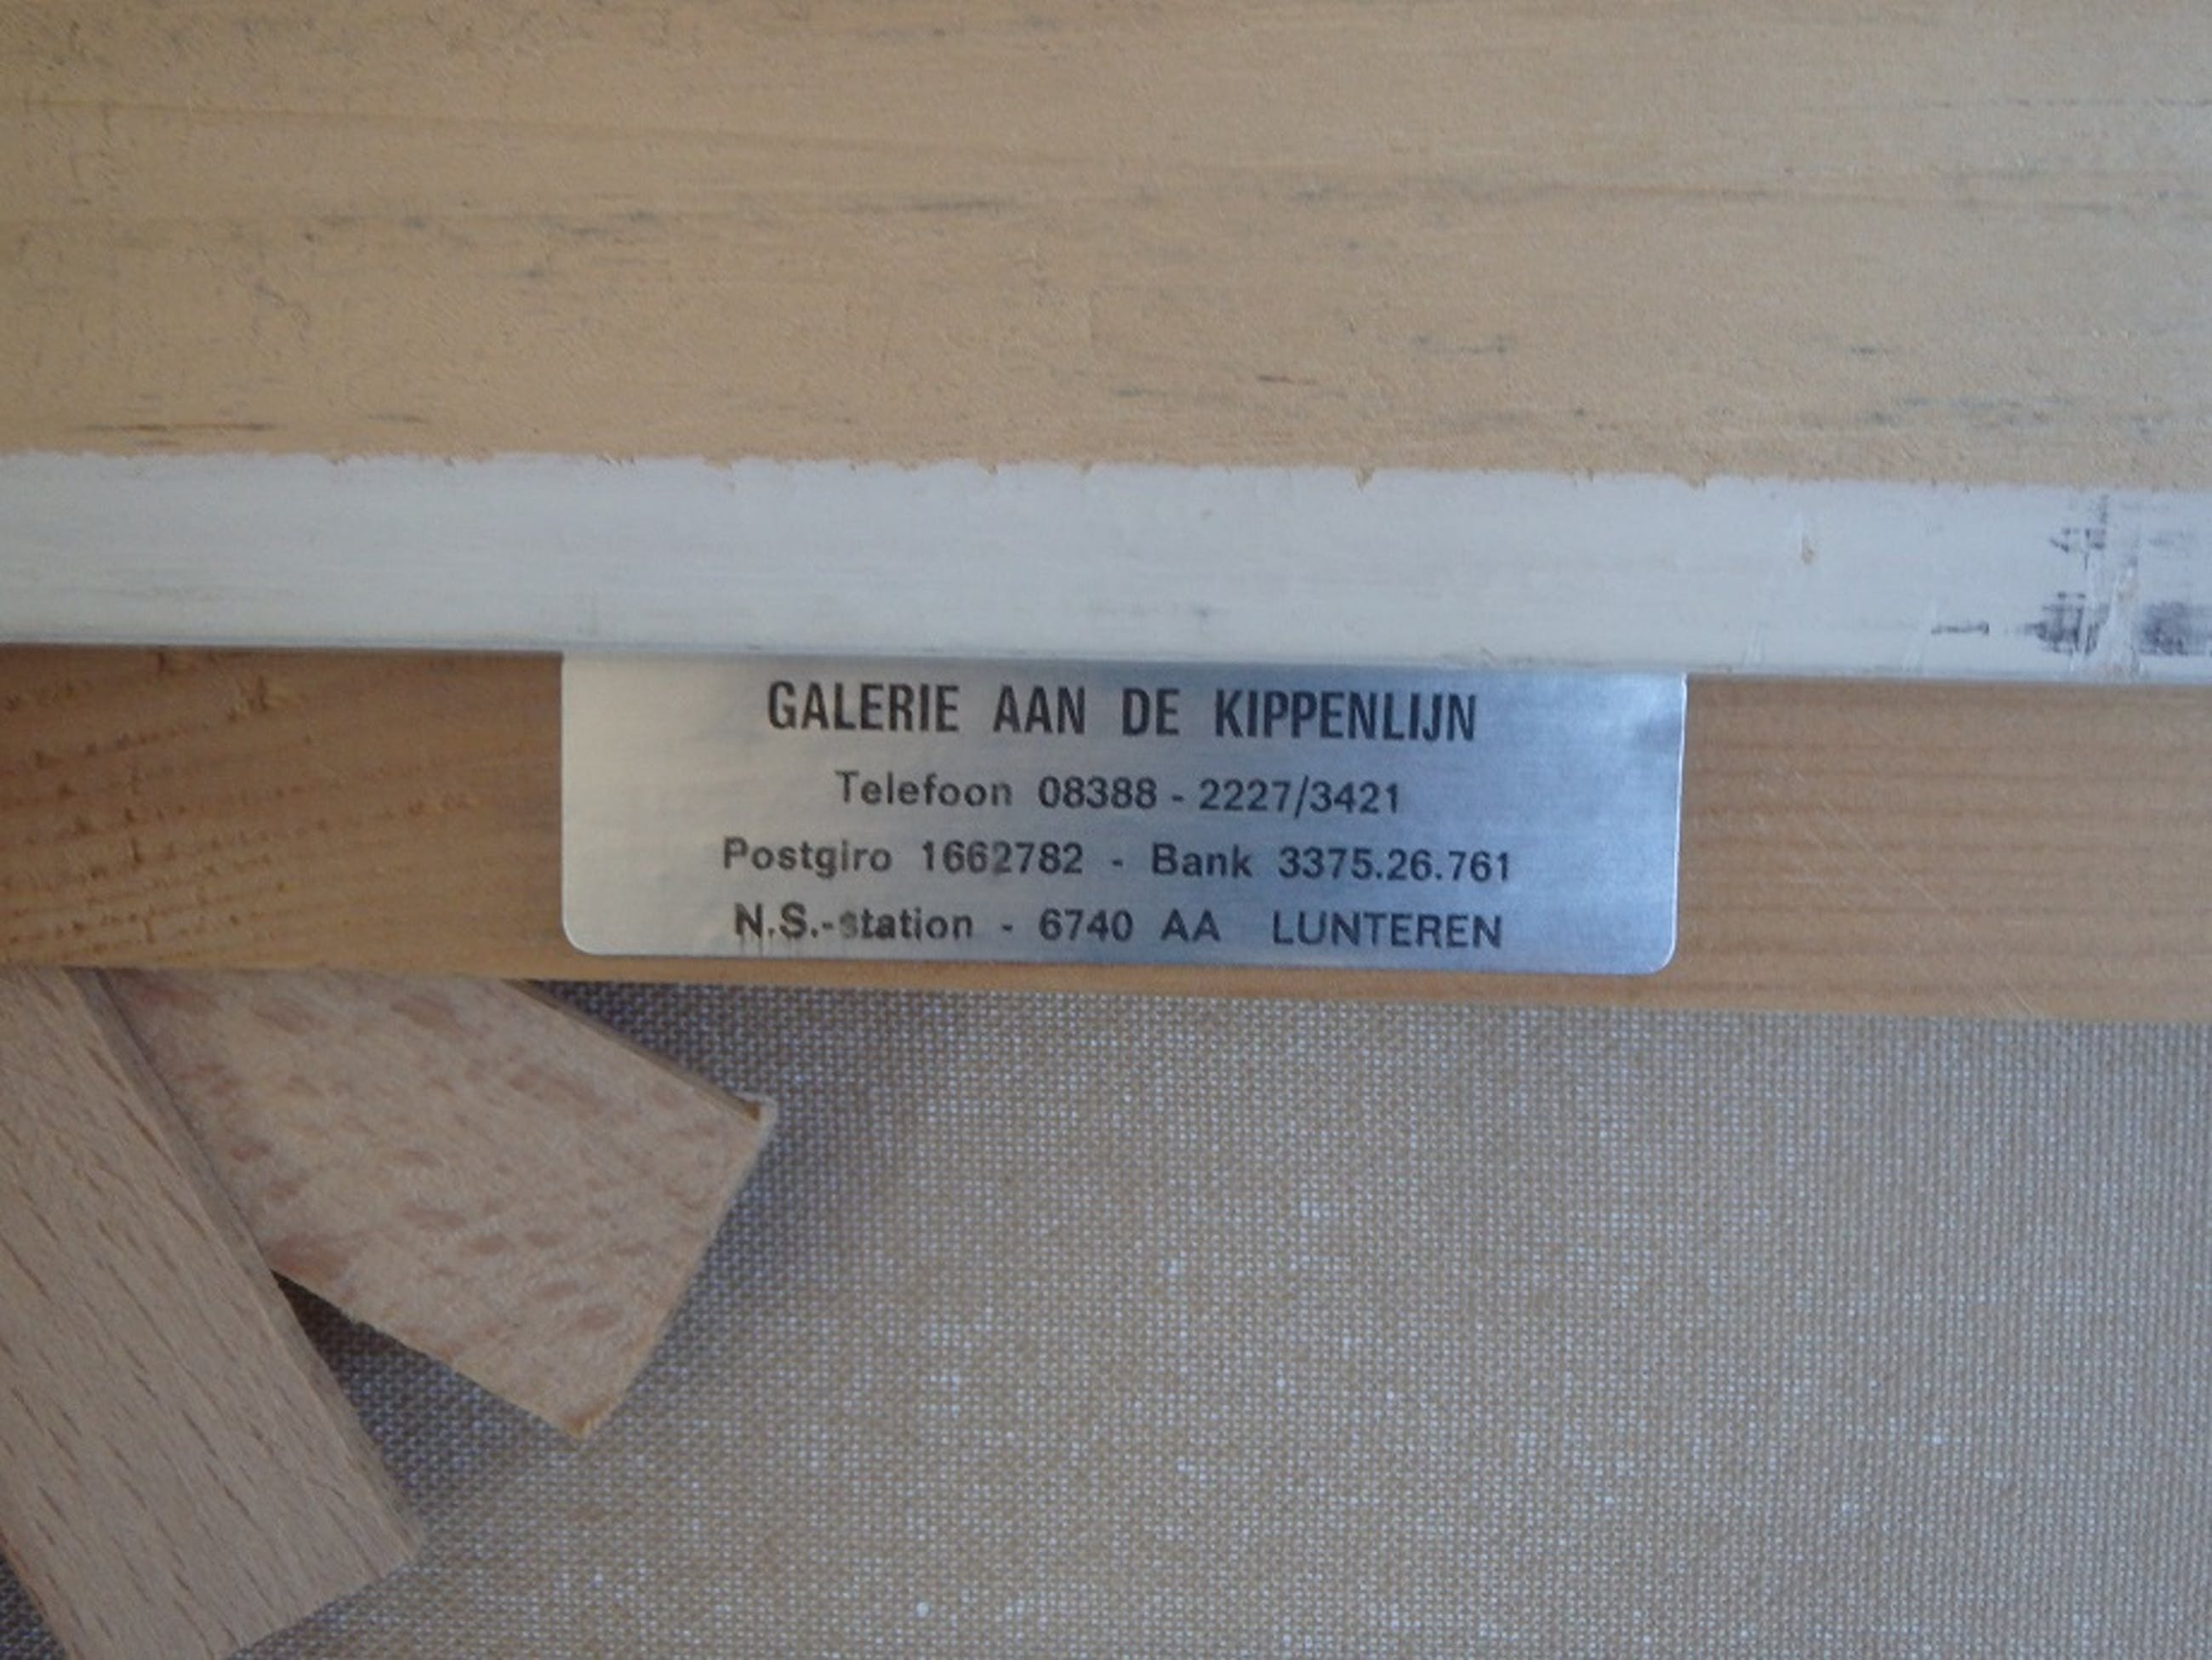 GALERIE AAN DE KIPPENLIJN
Telefoon 08388 - 2227/3421
Postgiro 1662782 - Bank 3375.26.761
N.S.-station - 6740 AA LUNTEREN